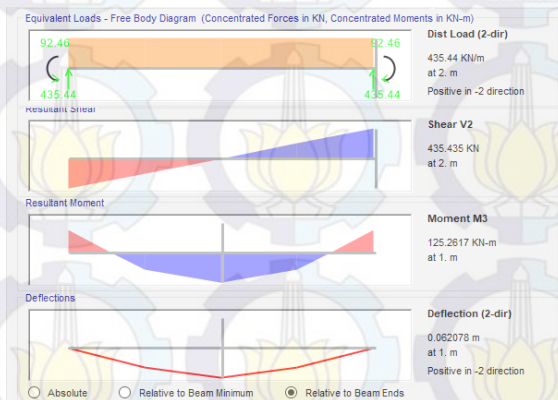 Equivalent Loads - Free Body Diagram (Concentrated Forces in KN, Concentrated Moments in KN-m)
92.46
92.46
435.44
435.44
Dist Load (2-dir)
435.44 KN/m
at 2. m
Positive in -2 direction
Resultant Shear
Shear V2
435.435 KN
at 2. m
Resultant Moment
Moment M3
125.2617 KN-m
at 1. m
Deflections
Deflection (2-dir)
0.062078 m
at 1. m
Positive in -2 direction
Absolute
Relative to Beam Minimum
Relative to Beam Ends